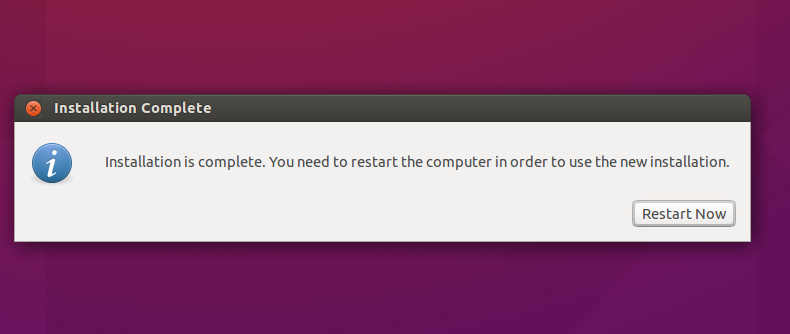 Installation Complete
Installation is complete. You need to restart the computer in order to use the new installation.
Restart Now